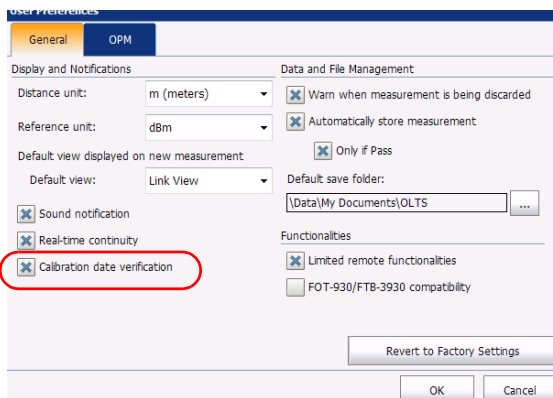 User Preferences
General
OPM
Display and Notifications
Distance unit:
m (meters)
Reference unit:
dBm
Default view displayed on new measurement
Default view:
Link View
Sound notification
Real-time continuity
Calibration date verification
Data and File Management
Warn when measurement is being discarded
Automatically store measurement
Only if Pass
Default save folder:
\Data\My Documents\OLTS
...
Functionalities
Limited remote functionalities
FOT-930/FTB-3930 compatibility
Revert to Factory Settings
OK
Cancel